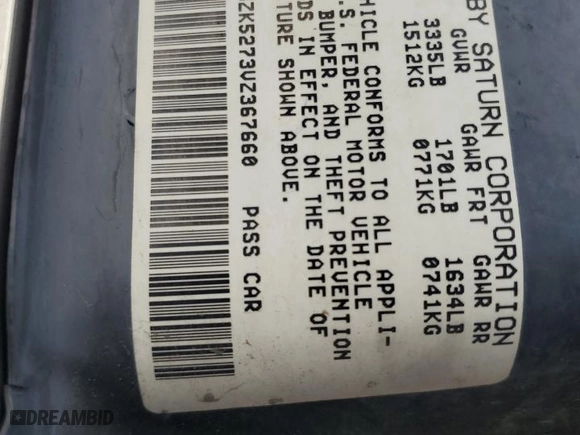 BY SATURN CORPORATION
GVWR GAWR FRT GAWR RR
3335LB 1701LB 1634LB
1512KG 0771KG 0741KG
HICLE CONFORMS TO ALL APPLI-
.S. FEDERAL MOTOR VEHICLE
BUMPER, AND THEFT PREVENTION
DS IN EFFECT ON THE DATE OF
TURE SHOWN ABOVE.
ZK5273VZ367660 PASS CAR
DREAMBID